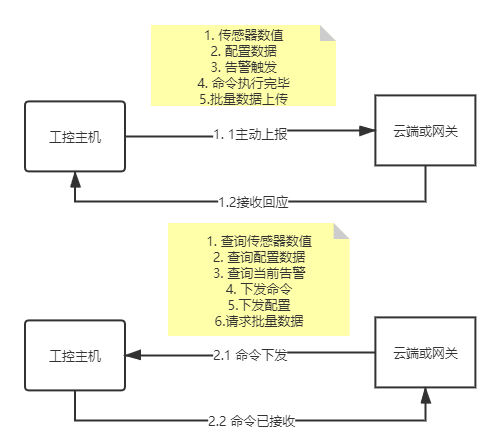 1. 传感器数值
2. 配置数据
3. 告警触发
4. 命令执行完毕
5.批量数据上传
工控主机
1. 1主动上报
云端或网关
1.2接收回应
1. 查询传感器数值
2. 查询配置数据
3. 查询当前告警
4. 下发命令
5.下发配置
6.请求批量数据
工控主机
2.1 命令下发
云端或网关
2.2 命令已接收